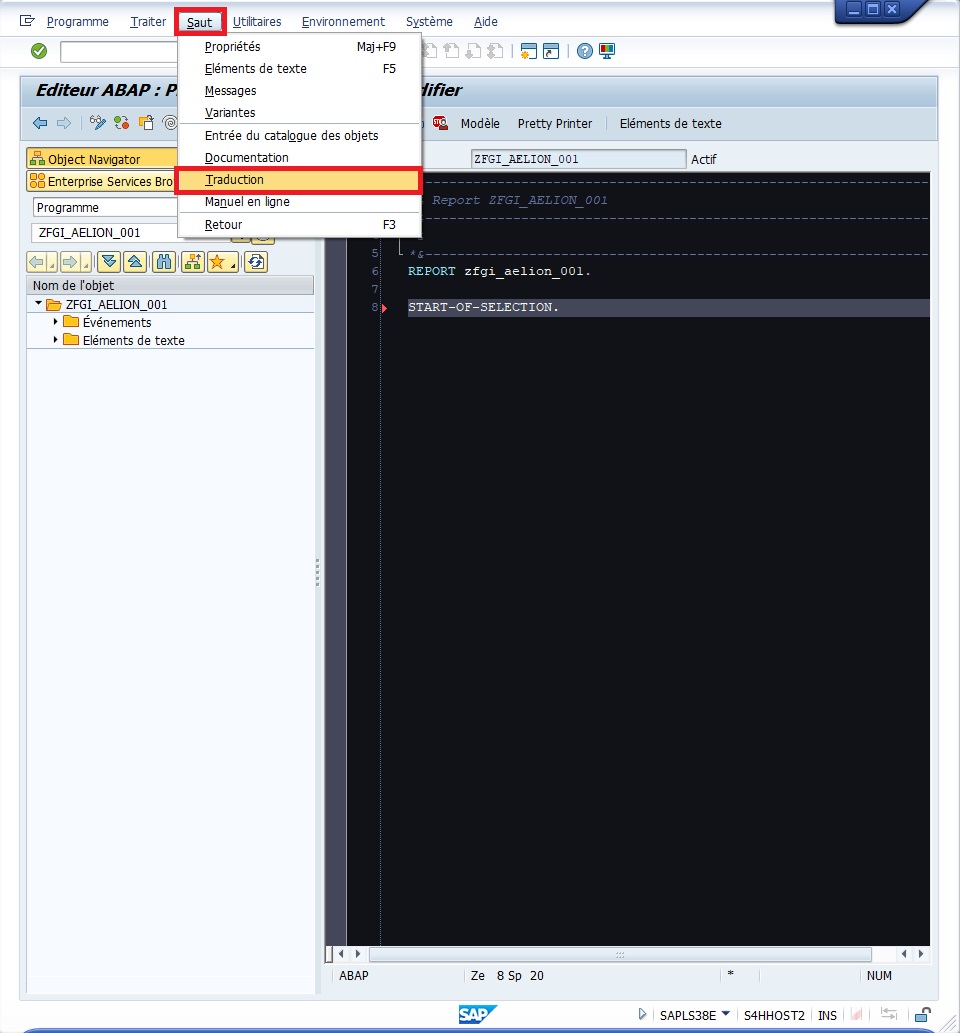 Programme Traiter Saut Utilitaires Environnement Système Aide
Propriétés Maj+F9
Eléments de texte F5
Messages
Variantes
Entrée du catalogue des objets
Documentation
Traduction
Manuel en ligne
Retour F3
Editeur ABAP : P difier
Modèle Pretty Printer Eléments de texte
Object Navigator
Enterprise Services Bro
Programme
ZFGI_AELION_001
Nom de l'objet
ZFGI_AELION_001
Événements
Eléments de texte
ZFGI_AELION_001 Actif
Report ZFGI_AELION_001
5 *&---------------------------------------------------------------------
6 REPORT zfgi_aelion_001.
7
8 START-OF-SELECTION.
ABAP Ze 8 Sp 20 * NUM
SAP SAPLS38E S4HHOST2 INS